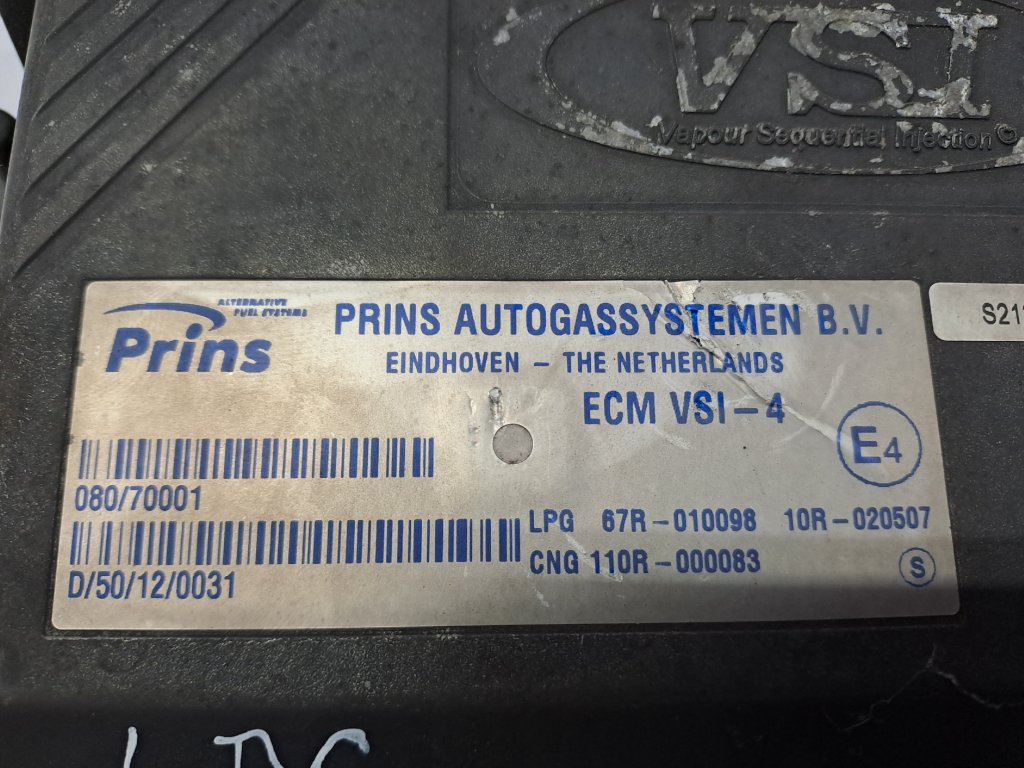 VSI
Vapour Sequential Injection ©
ALTERNATIVE
FUEL SYSTEMS
Prins
PRINS AUTOGASSYSTEMEN B.V.
EINDHOVEN – THE NETHERLANDS
ECM VSI-4
E4
080/70001
LPG 67R-010098 10R-020507
CNG 110R-000083
S
D/50/12/0031